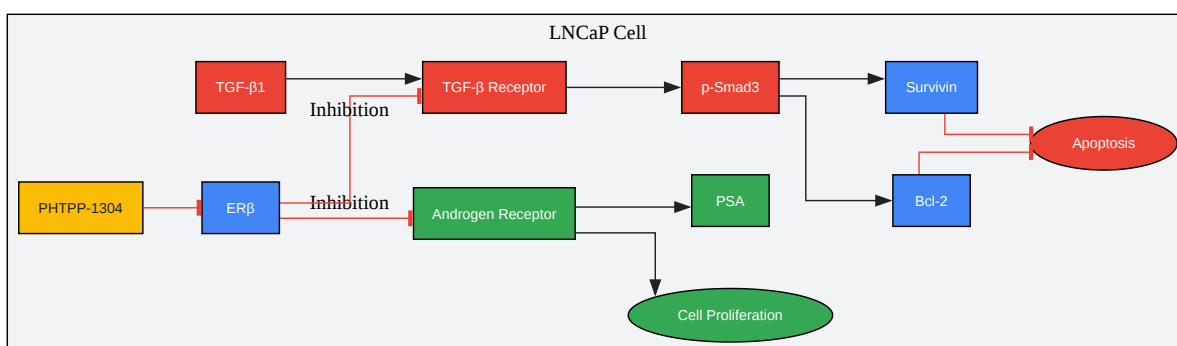 LNCaP Cell
TGF-β1
TGF-β Receptor
p-Smad3
Survivin
Inhibition
Apoptosis
PHTPP-1304
ERβ
Inhibition
Androgen Receptor
PSA
Bcl-2
Cell Proliferation